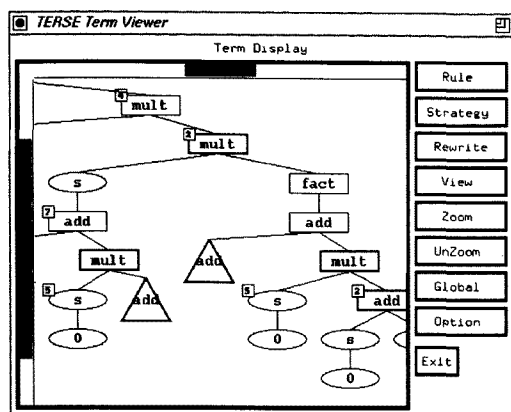 TERSE Term Viewer
Term Display
4
mult
2
mult
s
fact
7
add
add
mult
add
add
mult
5
s
5
s
2
add
0
0
s
0
Rule
Strategy
Rewrite
View
Zoom
UnZoom
Global
Option
Exit